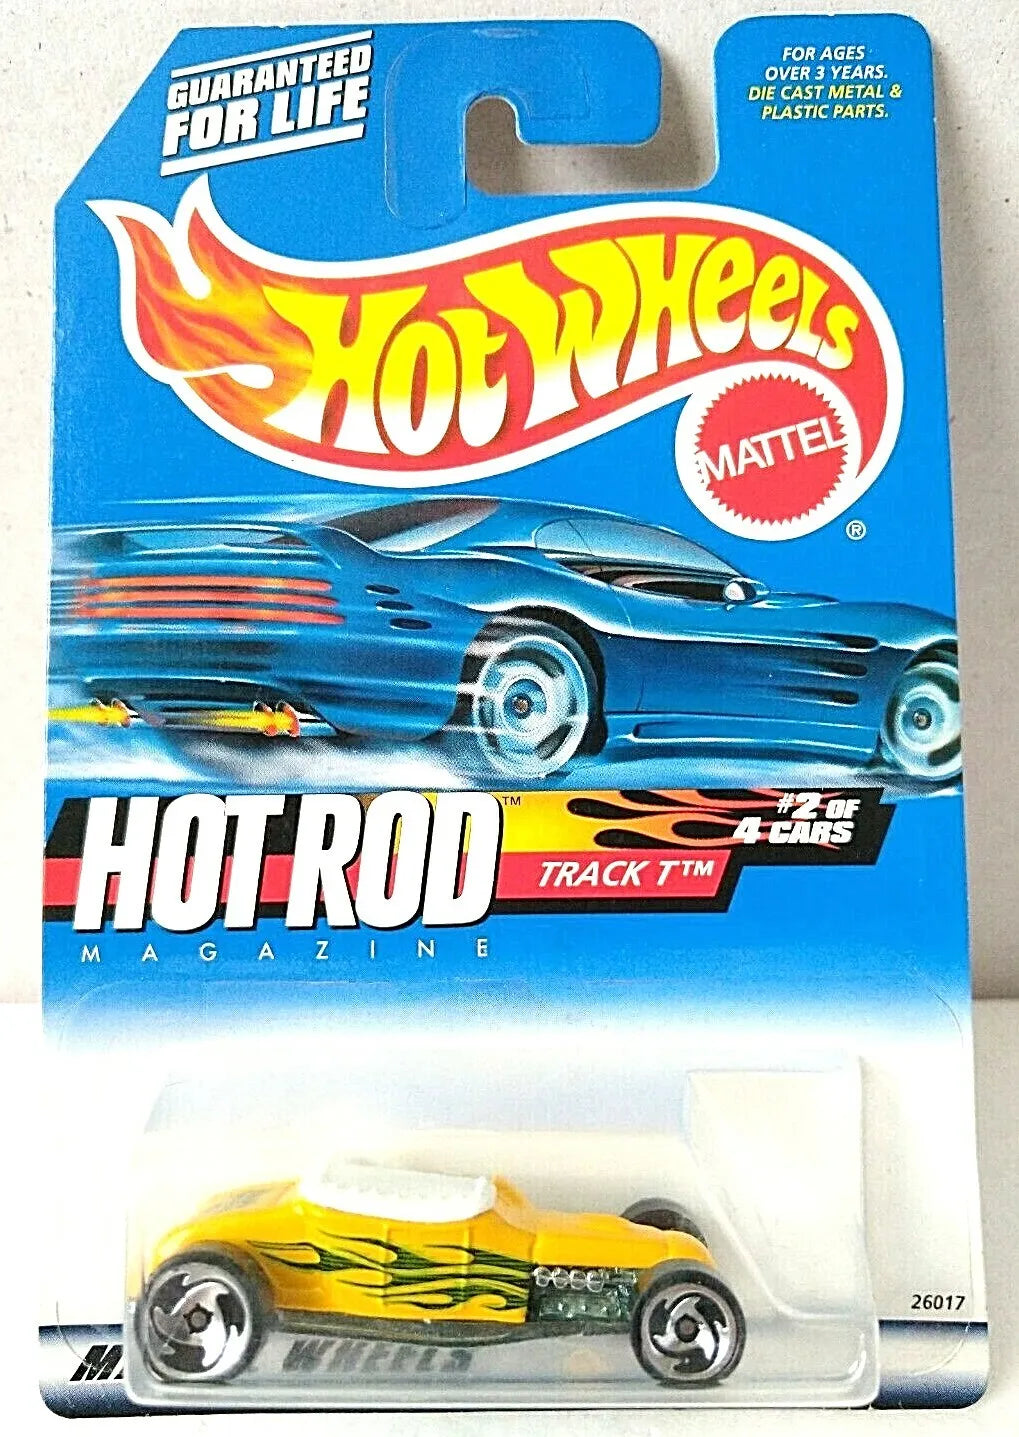 GUARANTEED
FOR LIFE
FOR AGES
OVER 3 YEARS.
DIE CAST METAL &
PLASTIC PARTS.
HOT WHEELS
MATTEL
®
HOT ROD™
#2 OF
4 CARS
TRACK T™
MAGAZINE
26017
WHEELS